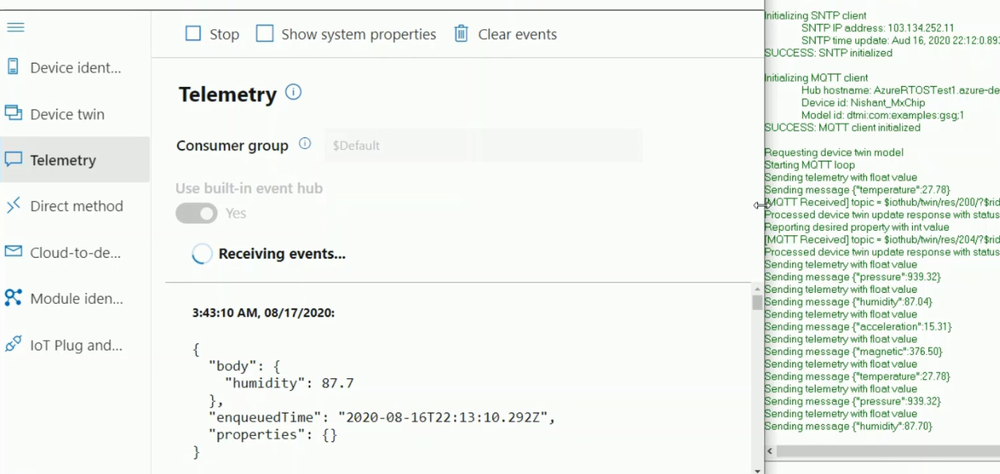 Stop
Show system properties
Clear events
Device ident...
Device twin
Telemetry
Direct method
Cloud-to-de...
Module iden...
IoT Plug and...
Telemetry
Consumer group
$Default
Use built-in event hub
Yes
Receiving events...
3:43:10 AM, 08/17/2020:
{
"body": {
"humidity": 87.7
},
"enqueuedTime": "2020-08-16T22:13:10.292Z",
"properties": {}
}
Initializing SNTP client
SNTP IP address: 103.134.252.11
SNTP time update: Aud 16, 2020 22:12:0.893
SUCCESS: SNTP initialized
Initializing MQTT client
Hub hostname: AzureRTOSTest1.azure-de
Device id: Nishant_MxChip
Model id: dtmi:com:examples:gsg;1
SUCCESS: MQTT client initialized
Requesting device twin model
Starting MQTT loop
Sending telemetry with float value
Sending message {"temperature":27.78}
[MQTT Received] topic = $iothub/twin/res/200/?$rid
Processed device twin update response with status
Reporting desired property with int value
[MQTT Received] topic = $iothub/twin/res/204/?$rid
Processed device twin update response with status
Sending telemetry with float value
Sending message {"pressure":939.32}
Sending telemetry with float value
Sending message {"humidity":87.04}
Sending telemetry with float value
Sending message {"acceleration":15.31}
Sending telemetry with float value
Sending message {"magnetic":376.50}
Sending telemetry with float value
Sending message {"temperature":27.78}
Sending telemetry with float value
Sending message {"pressure":939.32}
Sending telemetry with float value
Sending message {"humidity":87.70}